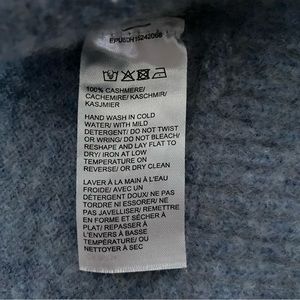 100% CASHMERE/
CACHEMIRE/ KASCHMIR/
KASJMIER
HAND WASH IN COLD
WATER/ WITH MILD
DETERGENT/ DO NOT TWIST
OR WRING/ DO NOT BLEACH/
RESHAPE AND LAY FLAT TO
DRY/ IRON AT LOW
TEMPERATURE ON
REVERSE/ OR DRY CLEAN
LAVER À LA MAIN À L'EAU
FROIDE/ AVEC UN
DÉTERGENT DOUX/ NE PAS
TORDRE NI ESSORER/ NE
PAS JAVELLISER/ REMETTRE
EN FORME ET SÉCHER À
PLAT/ REPASSER À
L'ENVERS À BASSE
TEMPÉRATURE/ OU
NETTOYER À SEC